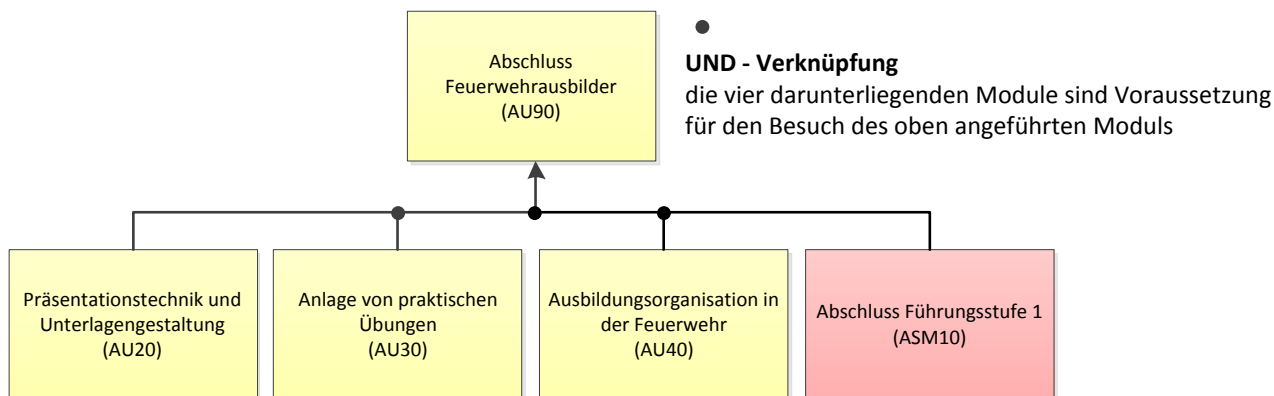 Abschluss
Feuerwehrausbilder
(AU90)
UND - Verknüpfung
die vier darunterliegenden Module sind Voraussetzung
für den Besuch des oben angeführten Moduls
Präsentationstechnik und
Unterlagengestaltung
(AU20)
Anlage von praktischen
Übungen
(AU30)
Ausbildungsorganisation in
der Feuerwehr
(AU40)
Abschluss Führungsstufe 1
(ASM10)